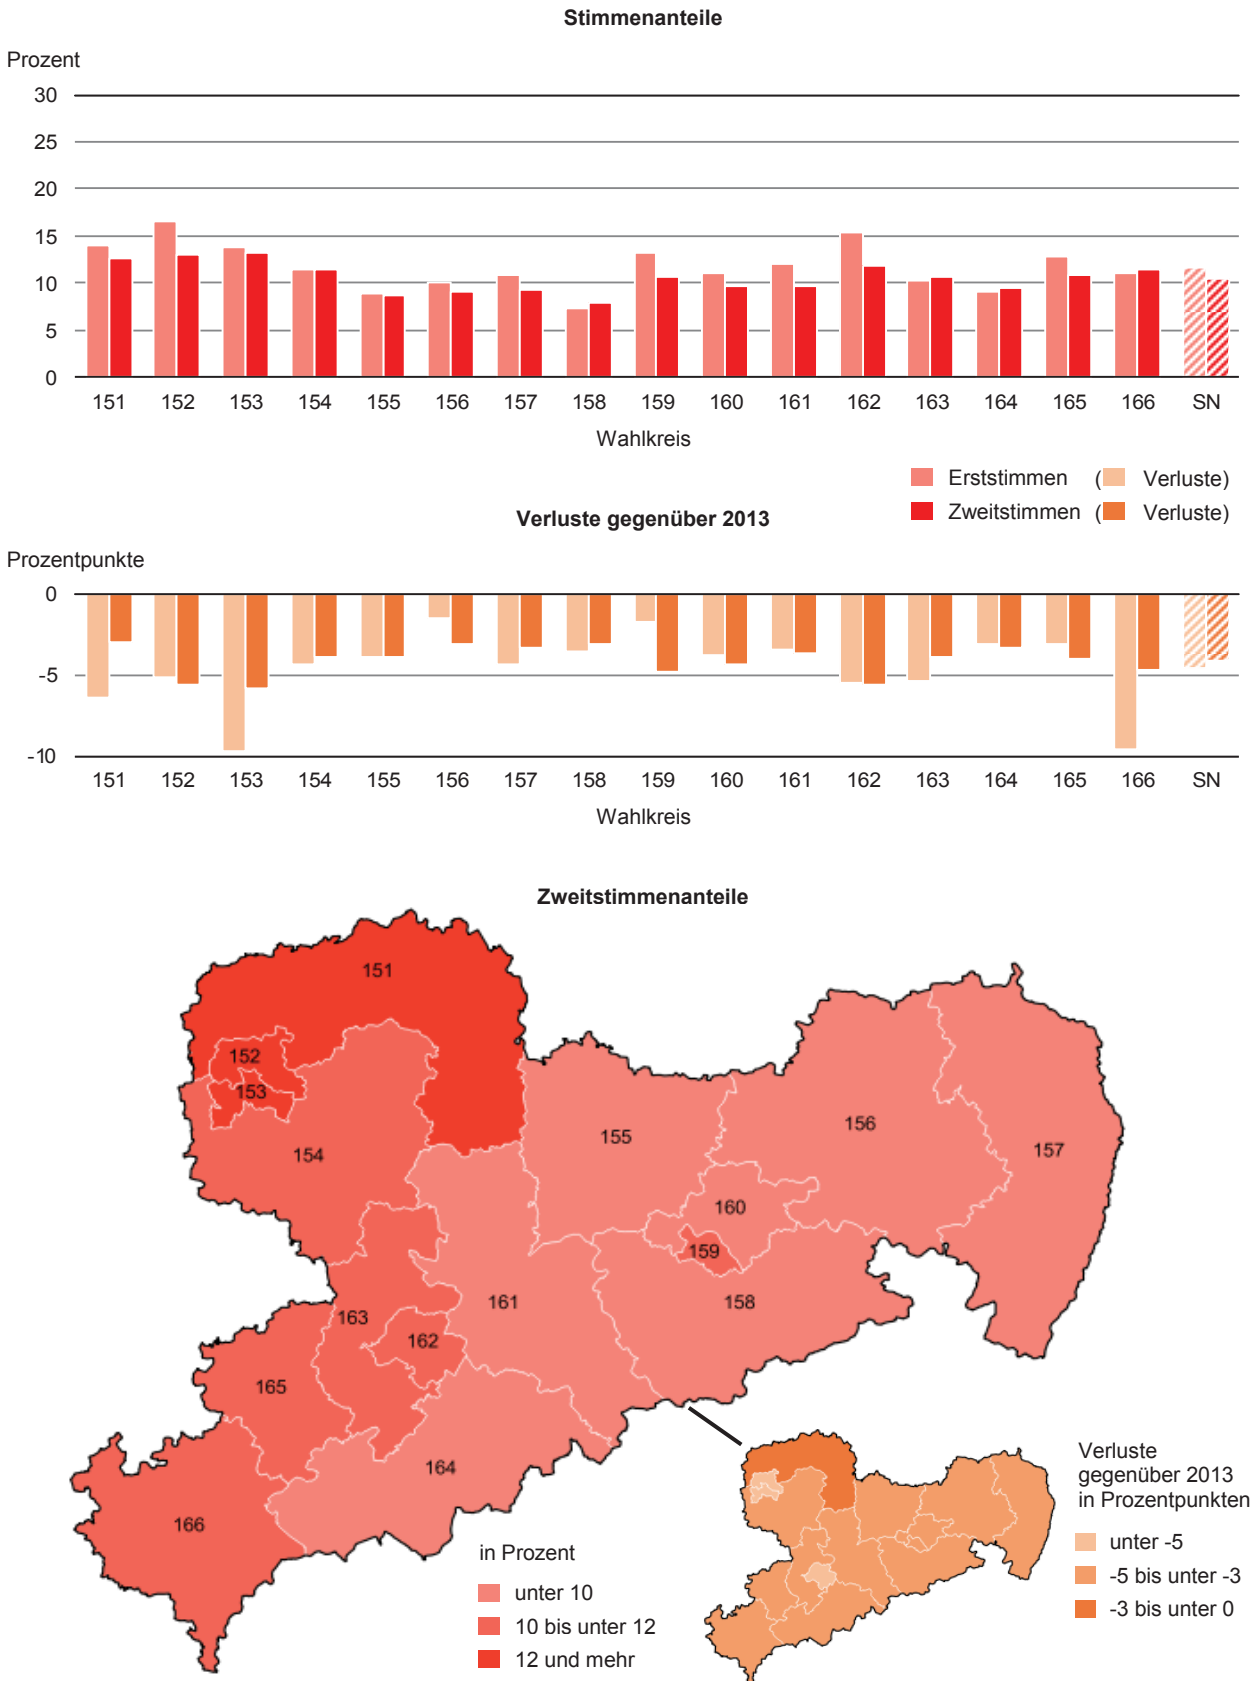 Stimmenanteile
Prozent
30
25
20
15
10
5
0
151 152 153 154 155 156 157 158 159 160 161 162 163 164 165 166 SN
Wahlkreis
Erststimmen ( Verluste)
Zweitstimmen ( Verluste)
Verluste gegenüber 2013
Prozentpunkte
0
-5
-10
151 152 153 154 155 156 157 158 159 160 161 162 163 164 165 166 SN
Wahlkreis
Zweitstimmenanteile
151
152
153
154
155
156
157
160
159
158
161
163
162
165
164
166
in Prozent
unter 10
10 bis unter 12
12 und mehr
Verluste
gegenüber 2013
in Prozentpunkten
unter -5
-5 bis unter -3
-3 bis unter 0